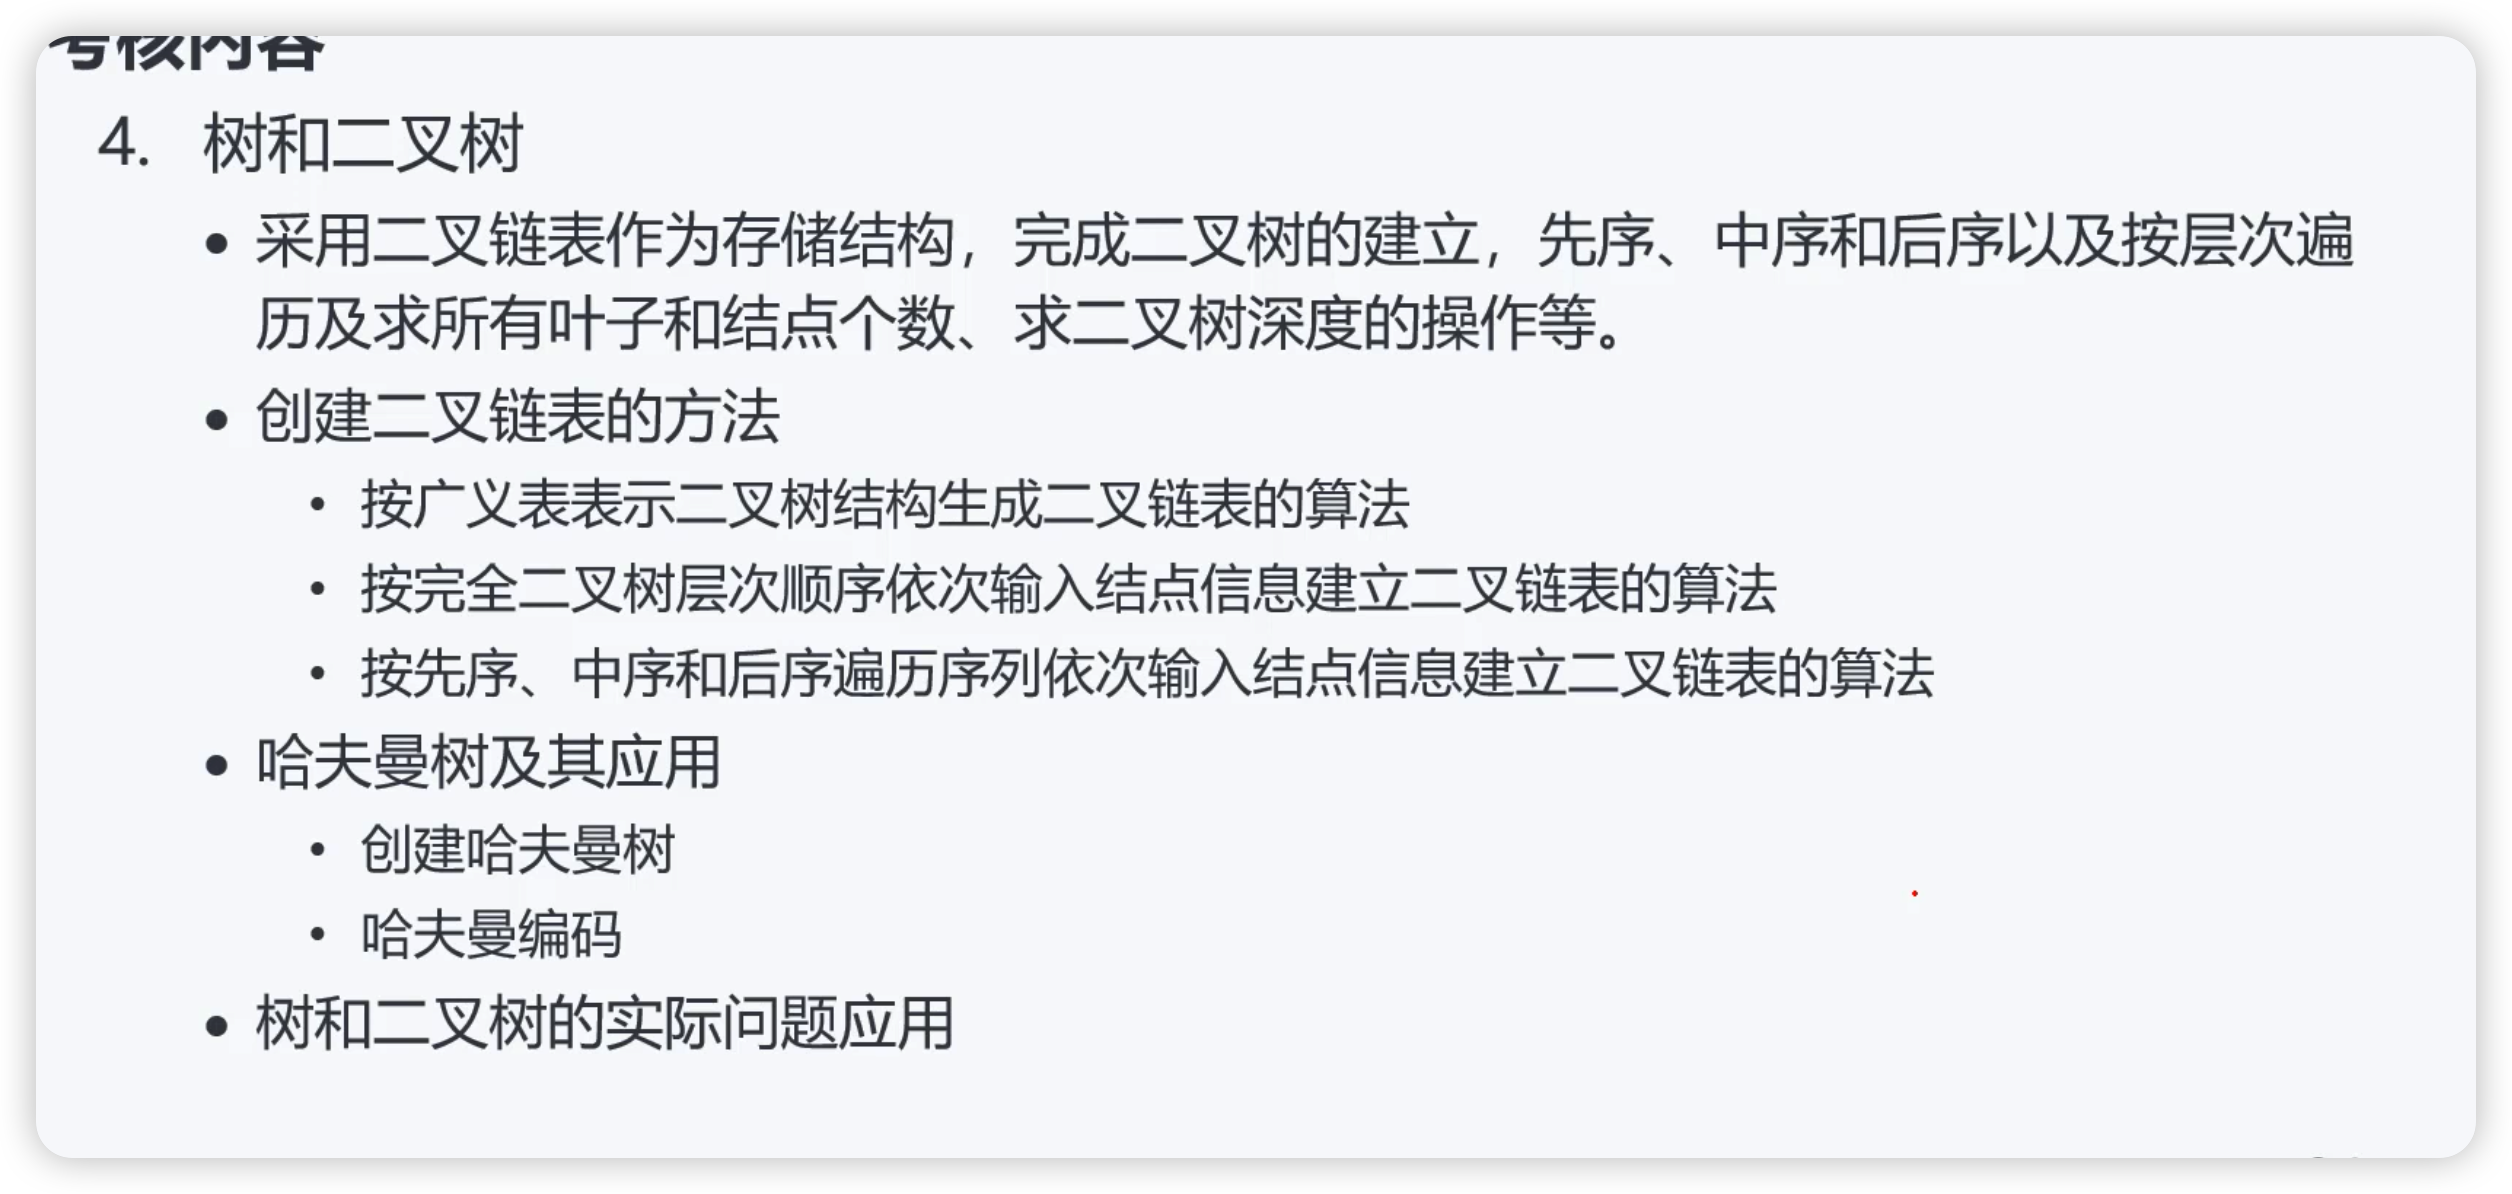 考核内容
4. 树和二叉树
● 采用二叉链表作为存储结构，完成二叉树的建立，先序、中序和后序以及按层次遍
历及求所有叶子和结点个数、求二叉树深度的操作等。
● 创建二叉链表的方法
• 按广义表表示二叉树结构生成二叉链表的算法
• 按完全二叉树层次顺序依次输入结点信息建立二叉链表的算法
• 按先序、中序和后序遍历序列依次输入结点信息建立二叉链表的算法
● 哈夫曼树及其应用
• 创建哈夫曼树
• 哈夫曼编码
● 树和二叉树的实际问题应用